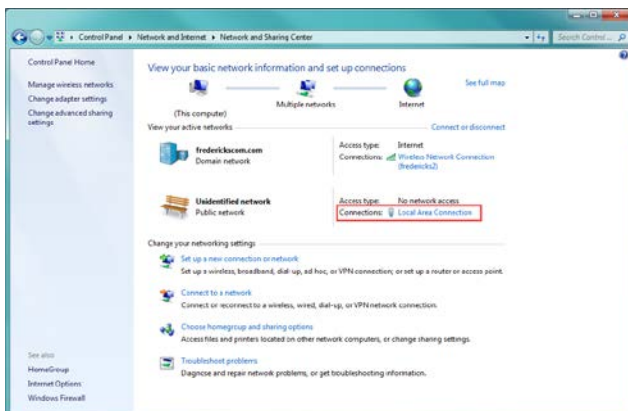 Control Panel ▸ Network and Internet ▸ Network and Sharing Center
Search Control ...
Control Panel Home
Manage wireless networks
Change adapter settings
Change advanced sharing
settings
See also
HomeGroup
Internet Options
Windows Firewall
View your basic network information and set up connections
See full map
(This computer)
Multiple networks
Internet
View your active networks
Connect or disconnect
frederickscom.com
Domain network
Access type: Internet
Connections: Wireless Network Connection
(fredericks2)
Unidentified network
Public network
Access type: No network access
Connections: Local Area Connection
Change your networking settings
Set up a new connection or network
Set up a wireless, broadband, dial-up, ad hoc, or VPN connection; or set up a router or access point.
Connect to a network
Connect or reconnect to a wireless, wired, dial-up, or VPN network connection.
Choose homegroup and sharing options
Access files and printers located on other network computers, or change sharing settings.
Troubleshoot problems
Diagnose and repair network problems, or get troubleshooting information.